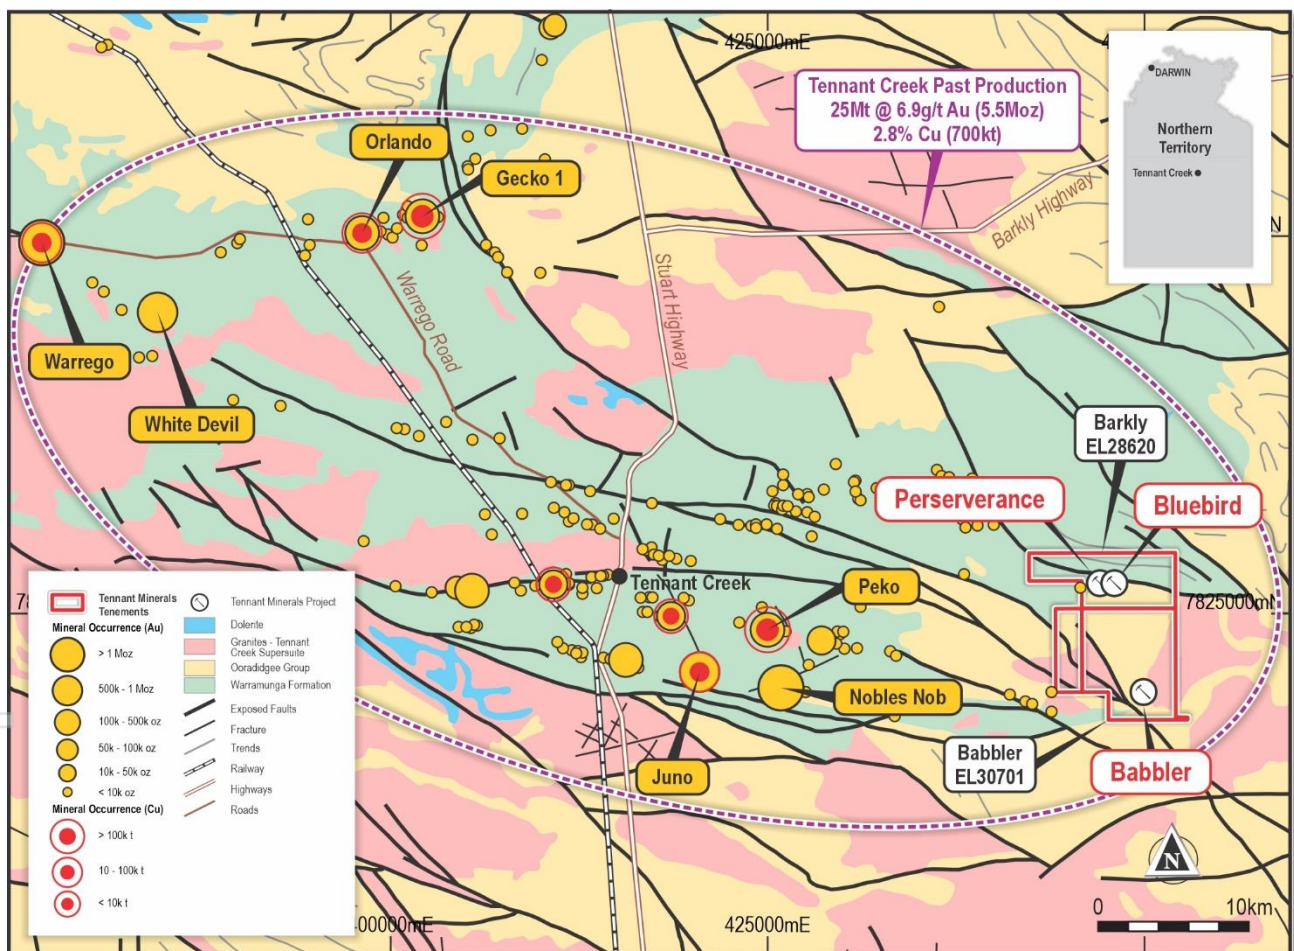 425000mE
Tennant Creek Past Production
25Mt @ 6.9g/t Au (5.5Moz)
2.8% Cu (700kt)
DARWIN
Northern
Territory
Tennant Creek
Orlando
Gecko 1
Barkly Highway
N
Warrego Road
Stuart Highway
Warrego
White Devil
Barkly
EL28620
Perserverance
Bluebird
Tennant Creek
Peko
7825000mN
Nobles Nob
Juno
Babbler
EL30701
Babbler
Tennant Minerals
Tenements
Mineral Occurrence (Au)
> 1 Moz
500k - 1 Moz
100k - 500k oz
50k - 100k oz
10k - 50k oz
< 10k oz
Mineral Occurrence (Cu)
> 100k t
10 - 100k t
< 10k t
Tennant Minerals Project
Dolerite
Granites - Tennant
Creek Supersuite
Ooradidgee Group
Warramunga Formation
Exposed Faults
Fracture
Trends
Railway
Highways
Roads
00000mE
425000mE
N
0 10km